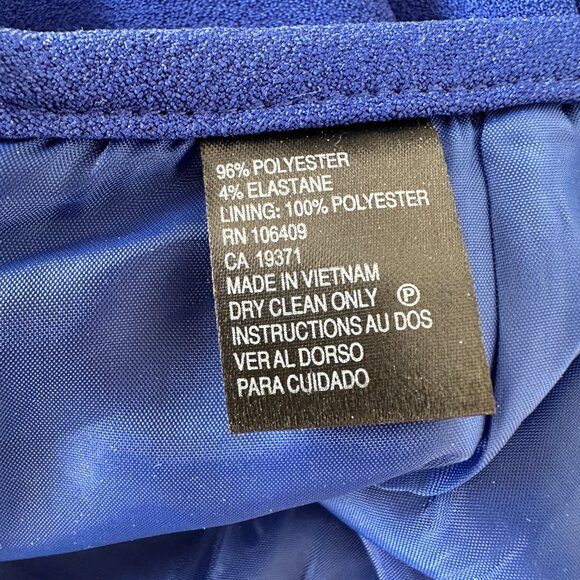 96% POLYESTER
4% ELASTANE
LINING: 100% POLYESTER
RN 106409
CA 19371
MADE IN VIETNAM
DRY CLEAN ONLY Ⓟ
INSTRUCTIONS AU DOS
VER AL DORSO
PARA CUIDADO